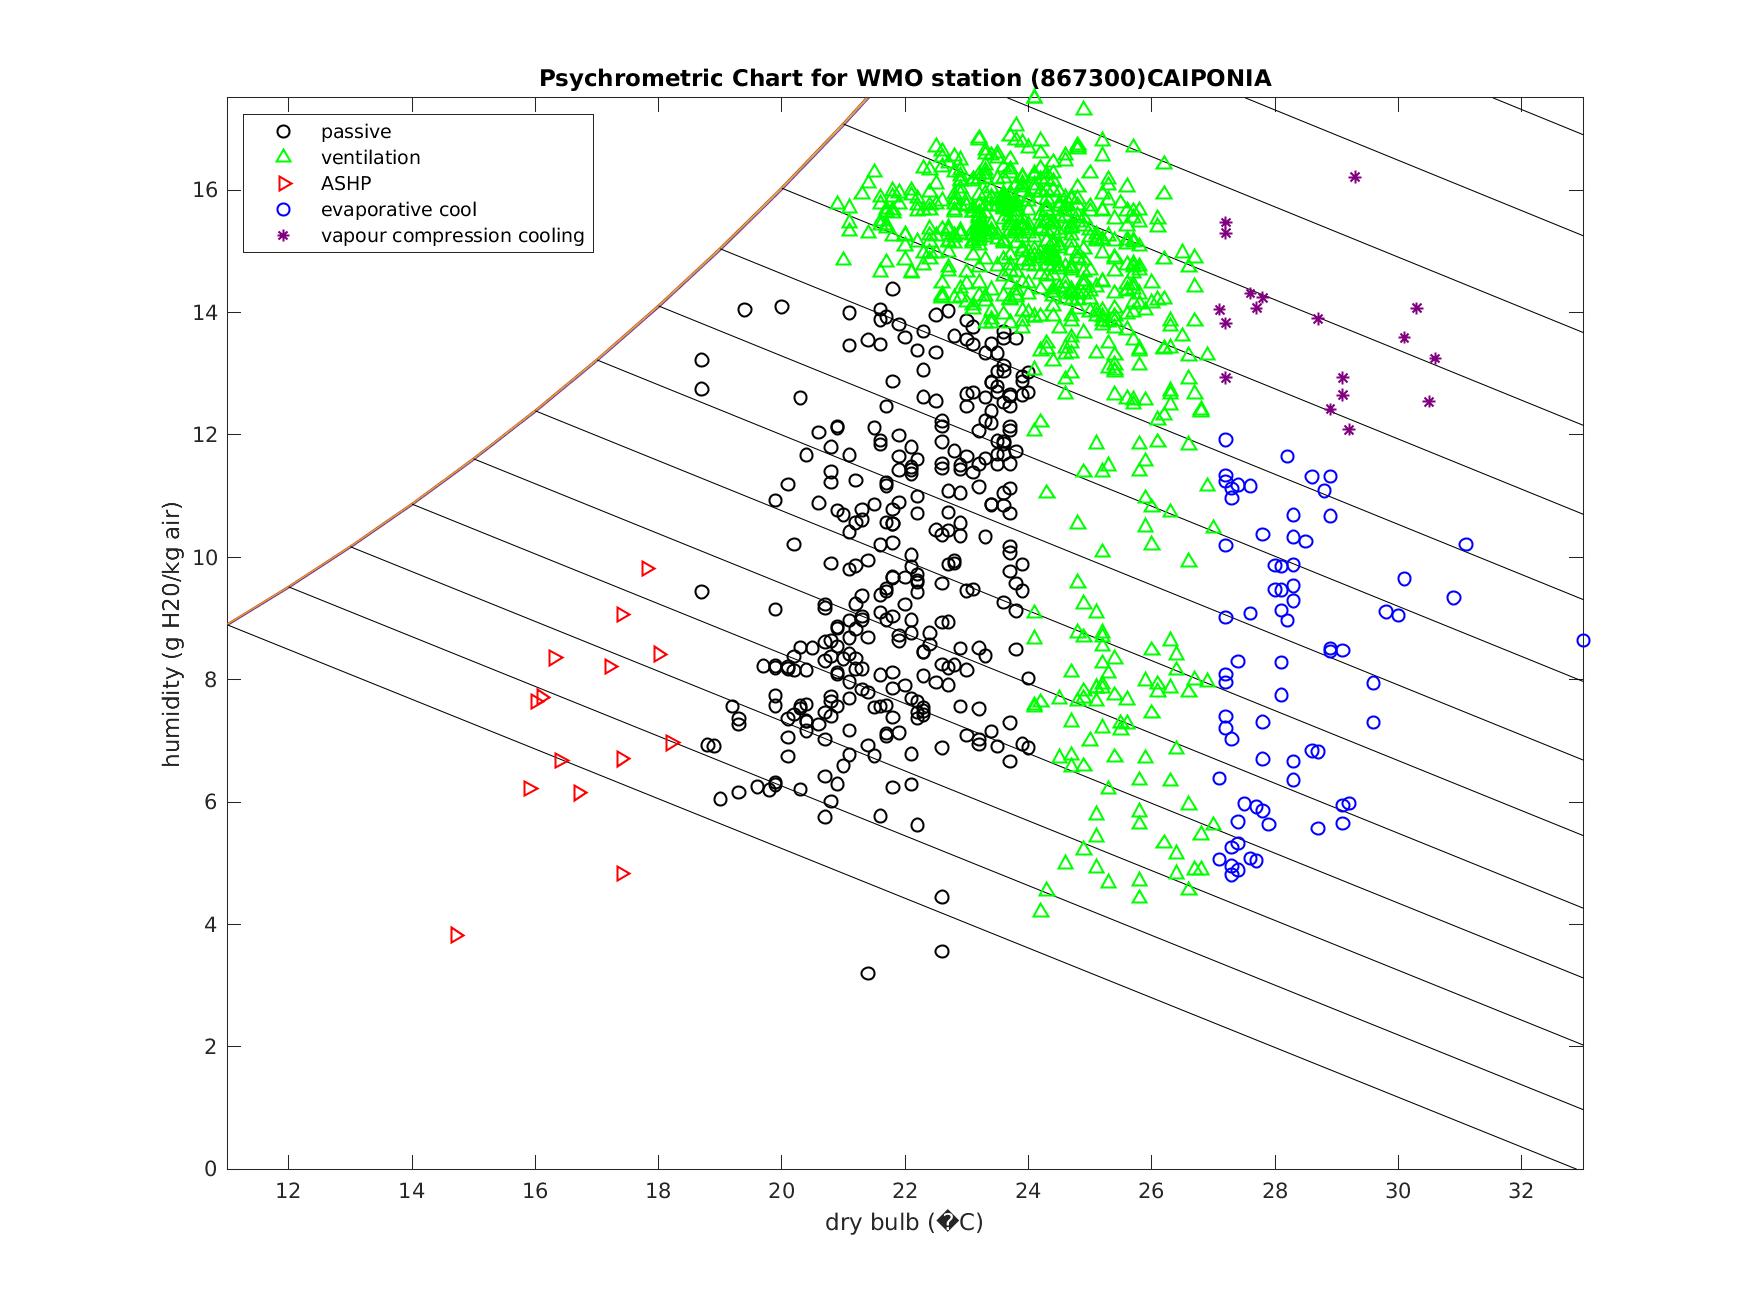 Psychrometric Chart for WMO station (867300)CAIPONIA
passive
ventilation
ASHP
evaporative cool
vapour compression cooling
humidity (g H20/kg air)
16
14
12
10
8
6
4
2
0
12 14 16 18 20 22 24 26 28 30 32
dry bulb (�C)